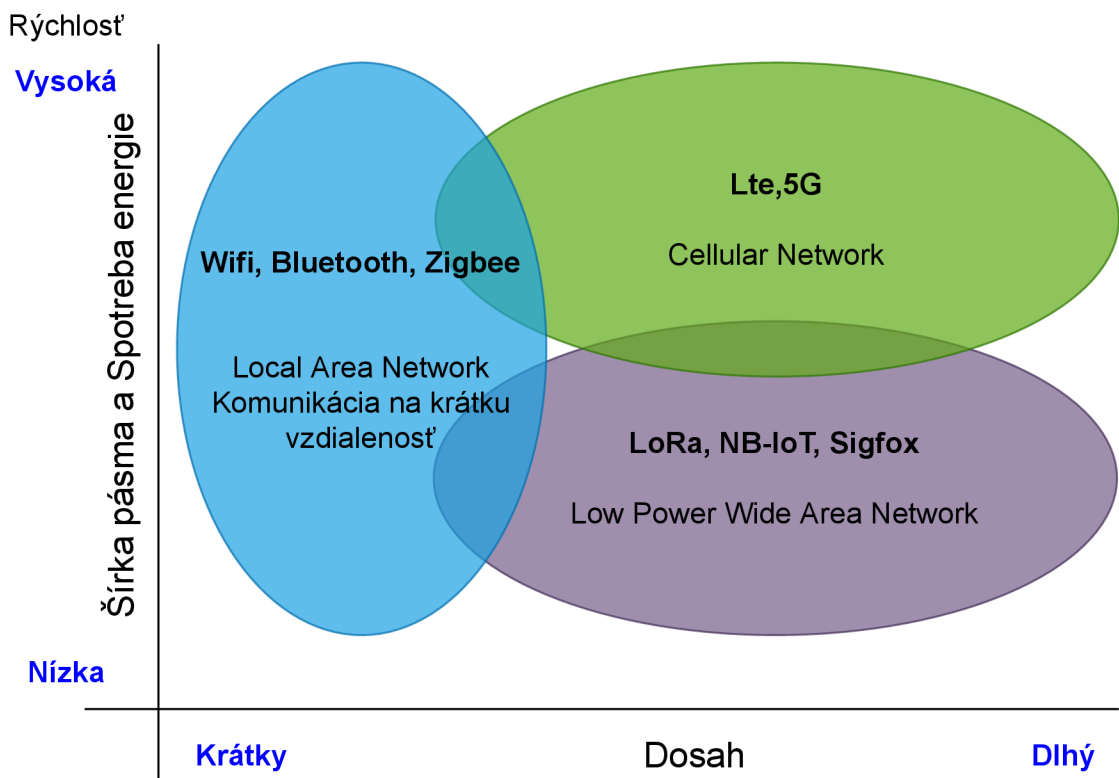 Rýchlosť
Vysoká
Šírka pásma a Spotreba energie
Lte,5G
Cellular Network
Wifi, Bluetooth, Zigbee
Local Area Network
Komunikácia na krátku
vzdialenosť
LoRa, NB-IoT, Sigfox
Low Power Wide Area Network
Nízka
Krátky
Dosah
Dlhý